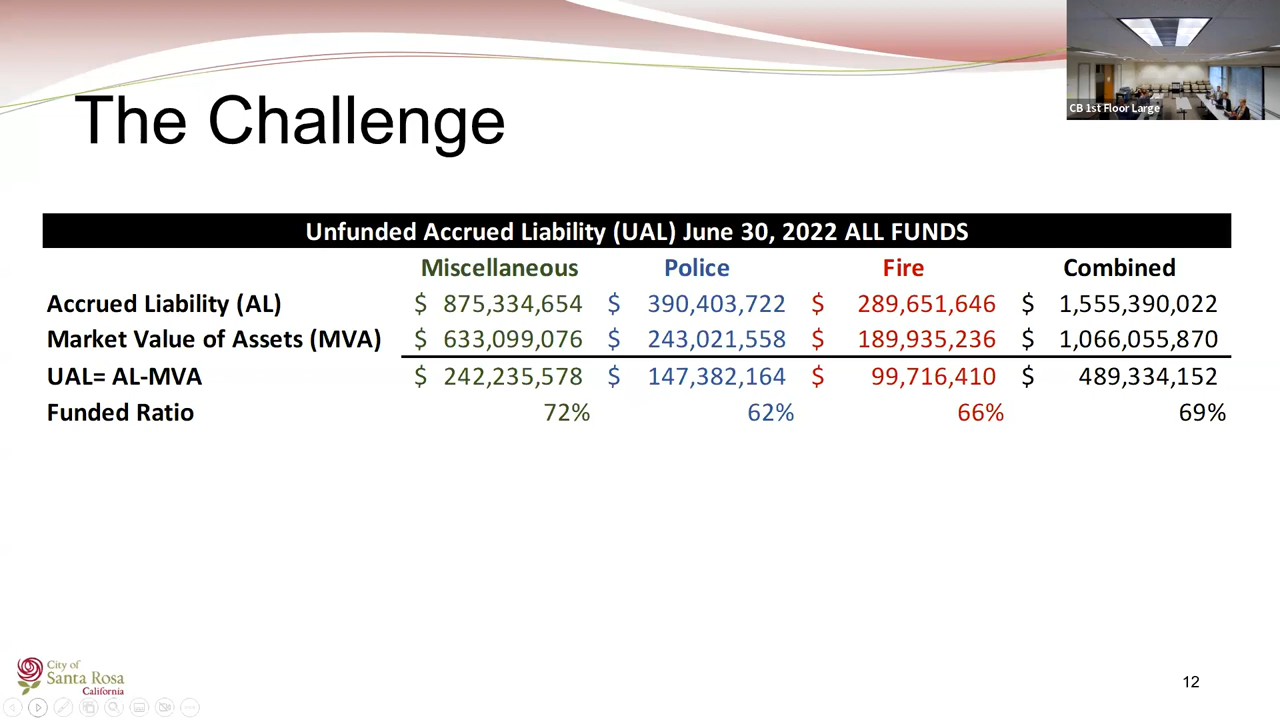 CB 1st Floor Large
The Challenge
Unfunded Accrued Liability (UAL) June 30, 2022 ALL FUNDS
Miscellaneous Police Fire Combined
Accrued Liability (AL) $ 875,334,654 $ 390,403,722 $ 289,651,646 $ 1,555,390,022
Market Value of Assets (MVA) $ 633,099,076 $ 243,021,558 $ 189,935,236 $ 1,066,055,870
UAL= AL-MVA $ 242,235,578 $ 147,382,164 $ 99,716,410 $ 489,334,152
Funded Ratio 72% 62% 66% 69%
City of
Santa Rosa
California
12